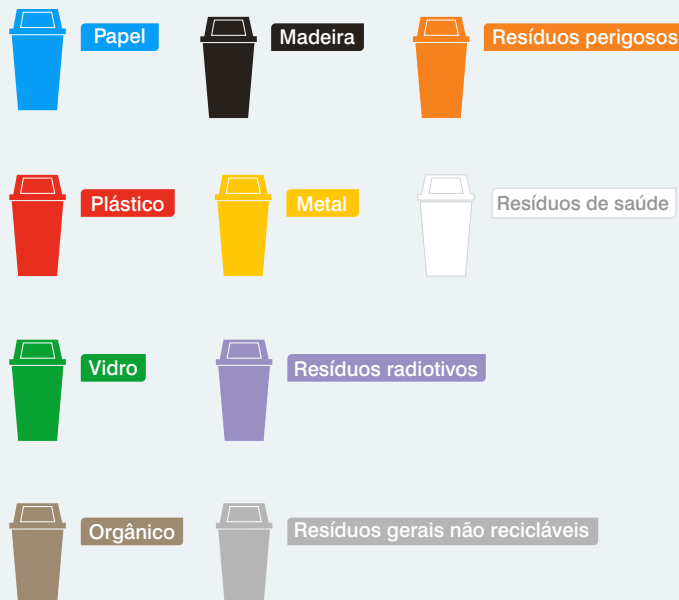 Papel
Madeira
Resíduos perigosos
Plástico
Metal
Resíduos de saúde
Vidro
Resíduos radiotivos
Orgânico
Resíduos gerais não recicláveis